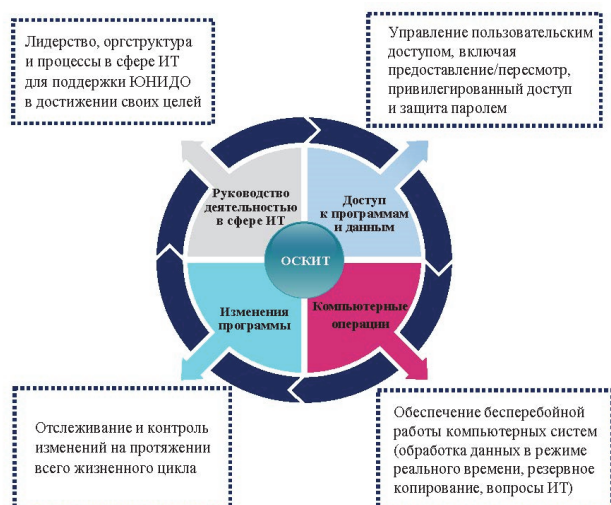 Лидерство, оргструктура
и процессы в сфере ИТ
для поддержки ЮНИДО
в достижении своих целей
Управление пользовательским
доступом, включая
предоставление/пересмотр,
привилегированный доступ
и защита паролем
Руководство
деятельностью
в сфере ИТ
Доступ
к программам
и данным
ОСКИТ
Изменения
программы
Компьютерные
операции
Отслеживание и контроль
изменений на протяжении
всего жизненного цикла
Обеспечение бесперебойной
работы компьютерных систем
(обработка данных в режиме
реального времени, резервное
копирование, вопросы ИТ)